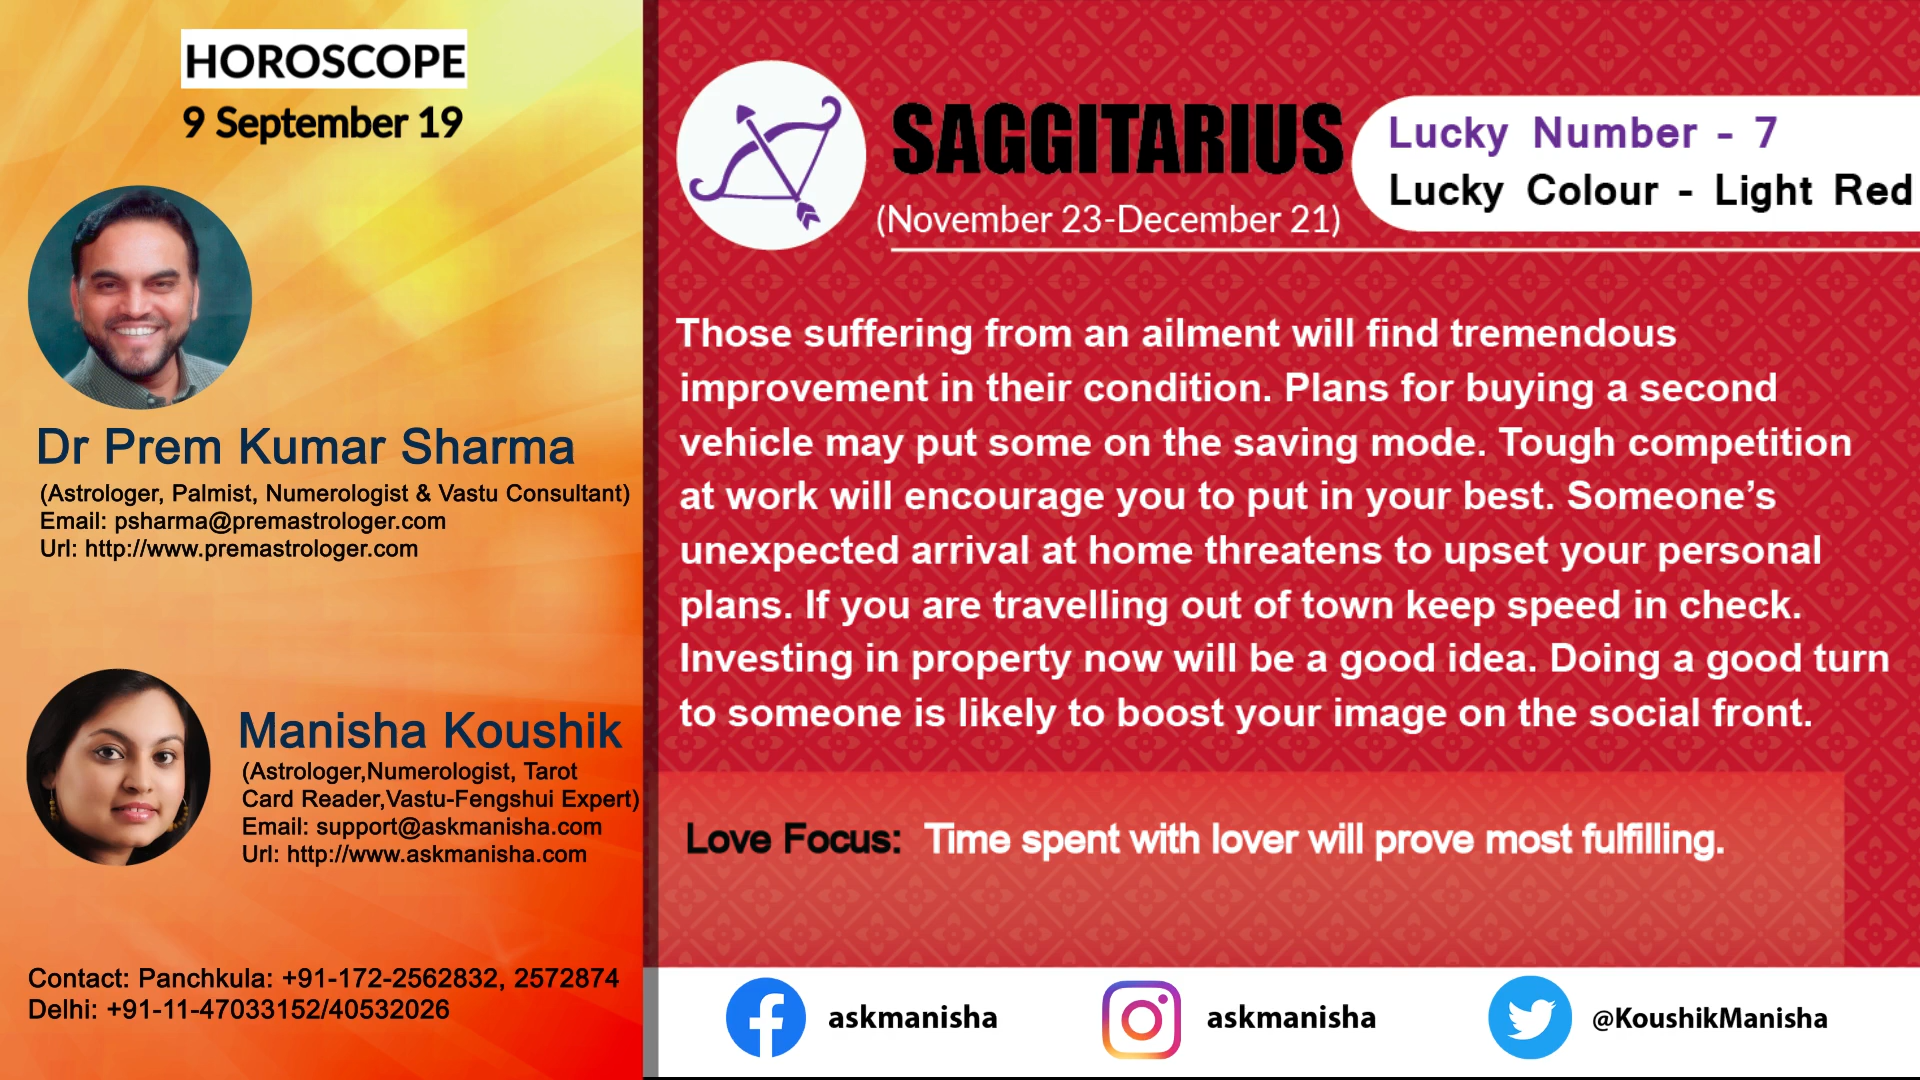 HOROSCOPE
9 September 19
Dr Prem Kumar Sharma
(Astrologer, Palmist, Numerologist & Vastu Consultant)
Email: psharma@premastrologer.com
Url: http://www.premastrologer.com
Manisha Koushik
(Astrologer,Numerologist, Tarot
Card Reader,Vastu-Fengshui Expert)
Email: support@askmanisha.com
Url: http://www.askmanisha.com
Contact: Panchkula: +91-172-2562832, 2572874
Delhi: +91-11-47033152/40532026
SAGGITARIUS
(November 23-December 21)
Lucky Number - 7
Lucky Colour - Light Red
Those suffering from an ailment will find tremendous
improvement in their condition. Plans for buying a second
vehicle may put some on the saving mode. Tough competition
at work will encourage you to put in your best. Someone’s
unexpected arrival at home threatens to upset your personal
plans. If you are travelling out of town keep speed in check.
Investing in property now will be a good idea. Doing a good turn
to someone is likely to boost your image on the social front.
Love Focus: Time spent with lover will prove most fulfilling.
askmanisha
askmanisha
@KoushikManisha